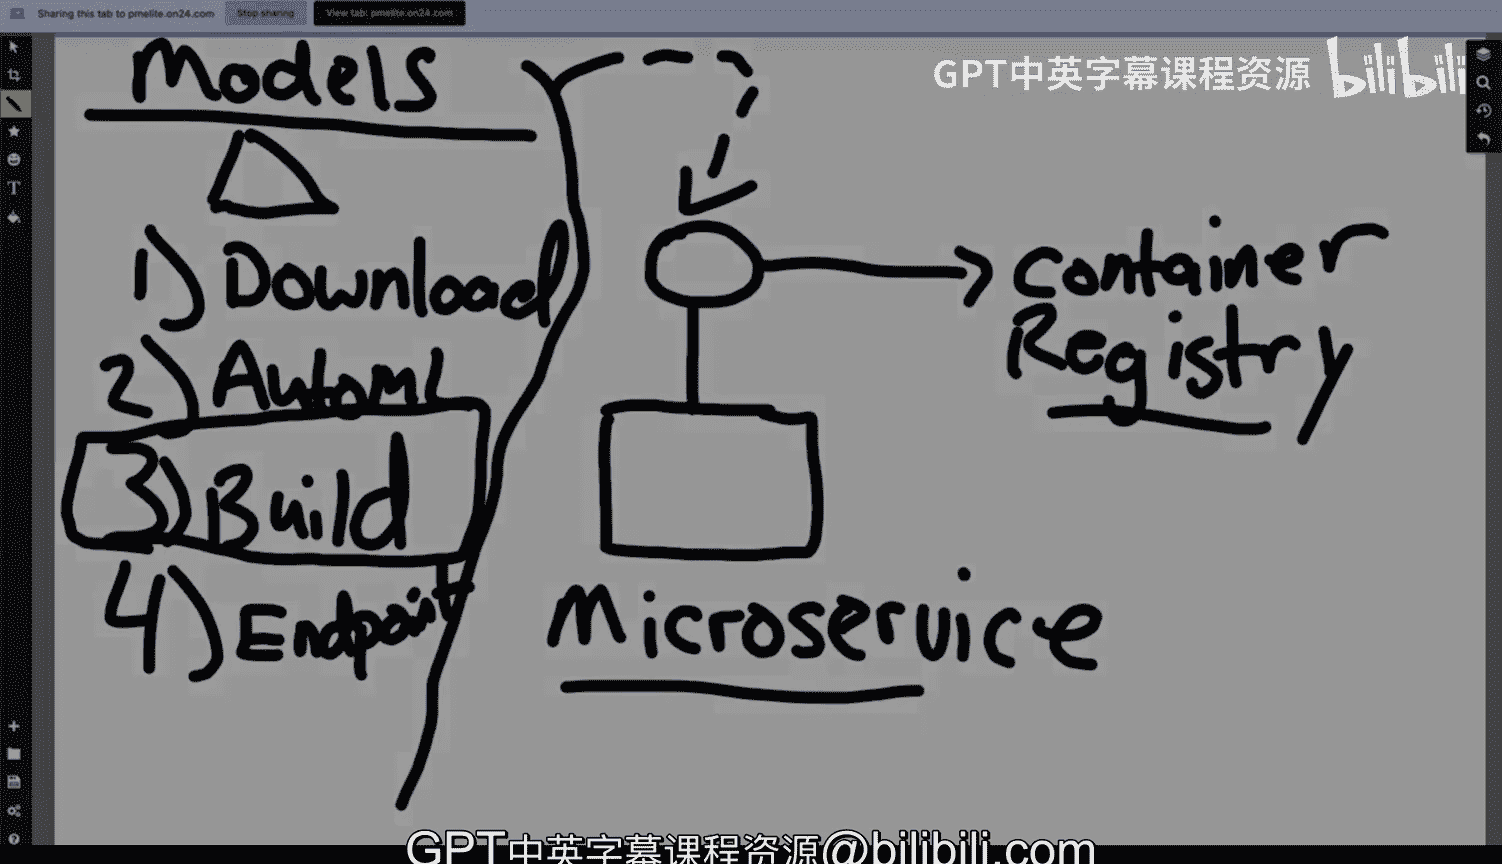 Sharing this tab to pmelite.on24.com
Stop sharing
View tab: pmelite.on24.com
GPT中英字幕课程资源 bilibili
Models
1) Download
2) AutomL
3) Build
4) Endpoint
Container
Registry
Microservice
T
GPT中英字幕课程资源@bilibili.com